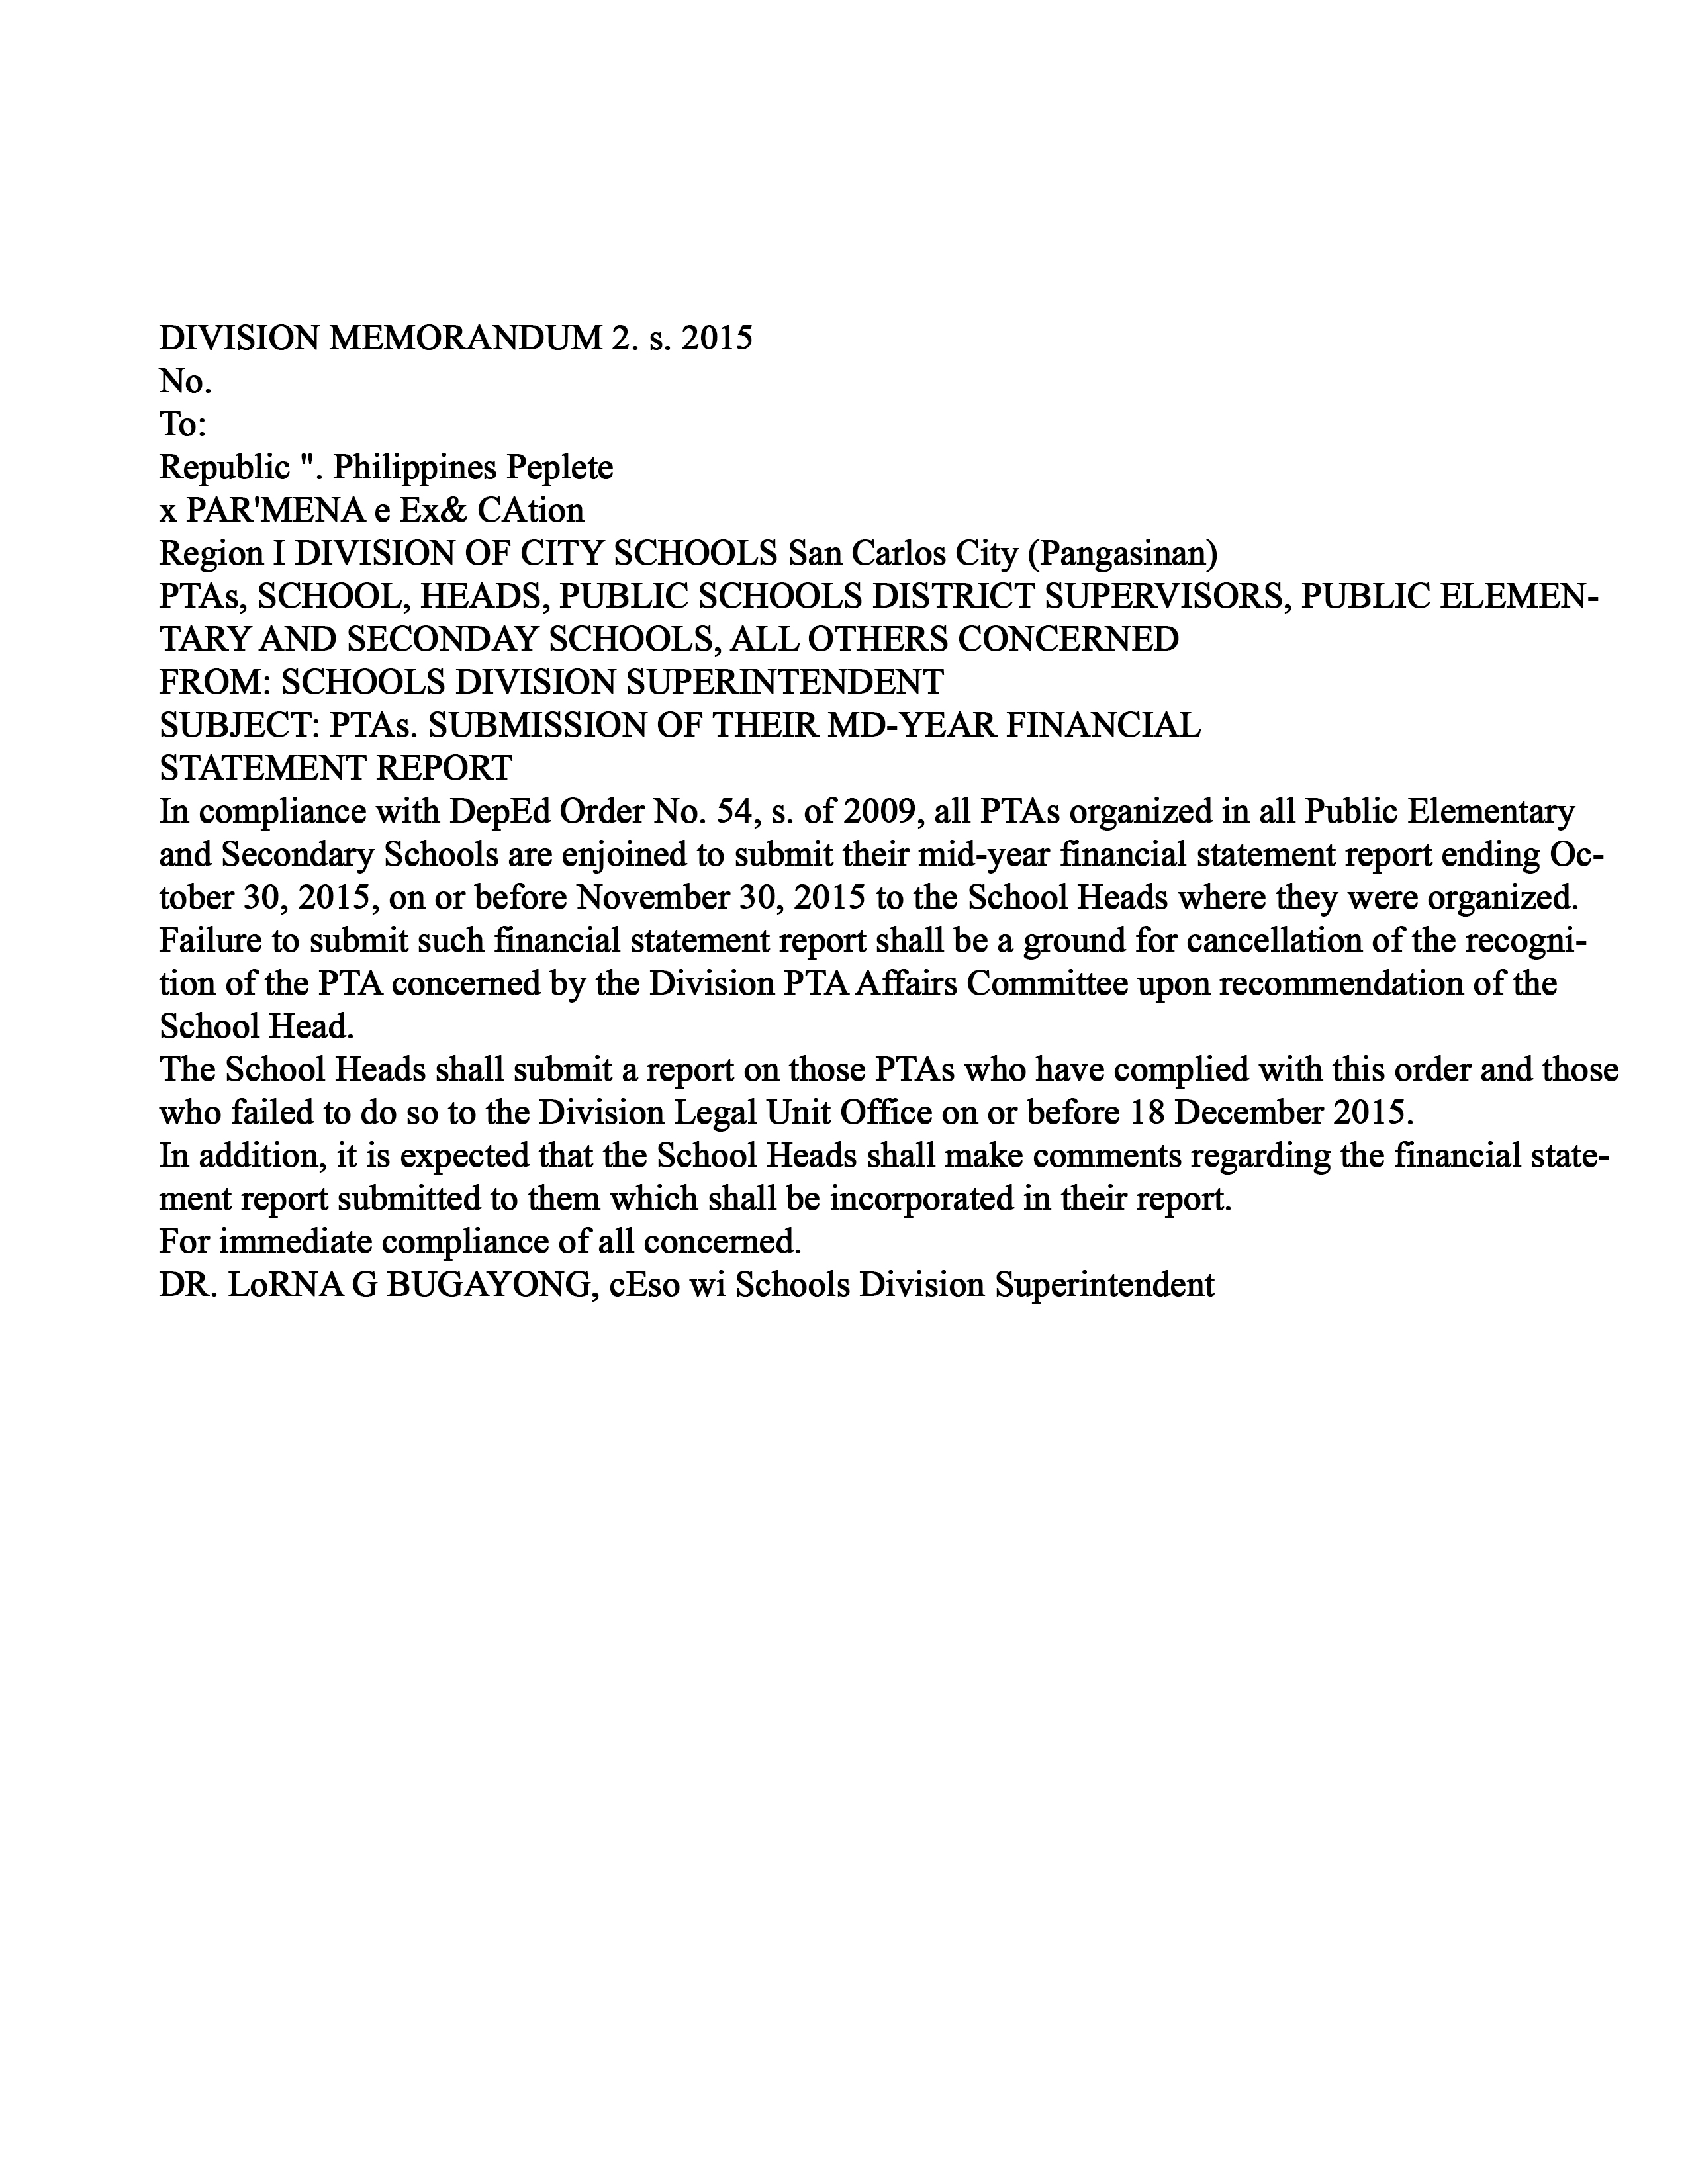 DIVISION MEMORANDUM 2. s. 2015
No.
To:
Republic ". Philippines Peplete
x PAR'MENA e Ex& CAtion
Region I DIVISION OF CITY SCHOOLS San Carlos City (Pangasinan)
PTAs, SCHOOL, HEADS, PUBLIC SCHOOLS DISTRICT SUPERVISORS, PUBLIC ELEMEN-
TARY AND SECONDAY SCHOOLS, ALL OTHERS CONCERNED
FROM: SCHOOLS DIVISION SUPERINTENDENT
SUBJECT: PTAs. SUBMISSION OF THEIR MD-YEAR FINANCIAL
STATEMENT REPORT
In compliance with DepEd Order No. 54, s. of 2009, all PTAs organized in all Public Elementary
and Secondary Schools are enjoined to submit their mid-year financial statement report ending Oc-
tober 30, 2015, on or before November 30, 2015 to the School Heads where they were organized.
Failure to submit such financial statement report shall be a ground for cancellation of the recogni-
tion of the PTA concerned by the Division PTA Affairs Committee upon recommendation of the
School Head.
The School Heads shall submit a report on those PTAs who have complied with this order and those
who failed to do so to the Division Legal Unit Office on or before 18 December 2015.
In addition, it is expected that the School Heads shall make comments regarding the financial state-
ment report submitted to them which shall be incorporated in their report.
For immediate compliance of all concerned.
DR. LoRNA G BUGAYONG, cEso wi Schools Division Superintendent